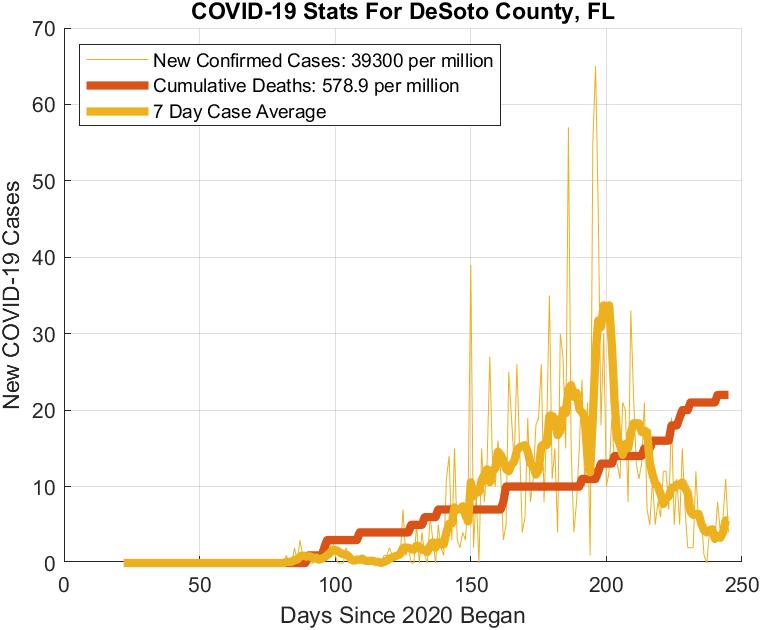 COVID-19 Stats For DeSoto County, FL
New Confirmed Cases: 39300 per million
Cumulative Deaths: 578.9 per million
7 Day Case Average
New COVID-19 Cases
70
60
50
40
30
20
10
0
0 50 100 150 200 250
Days Since 2020 Began